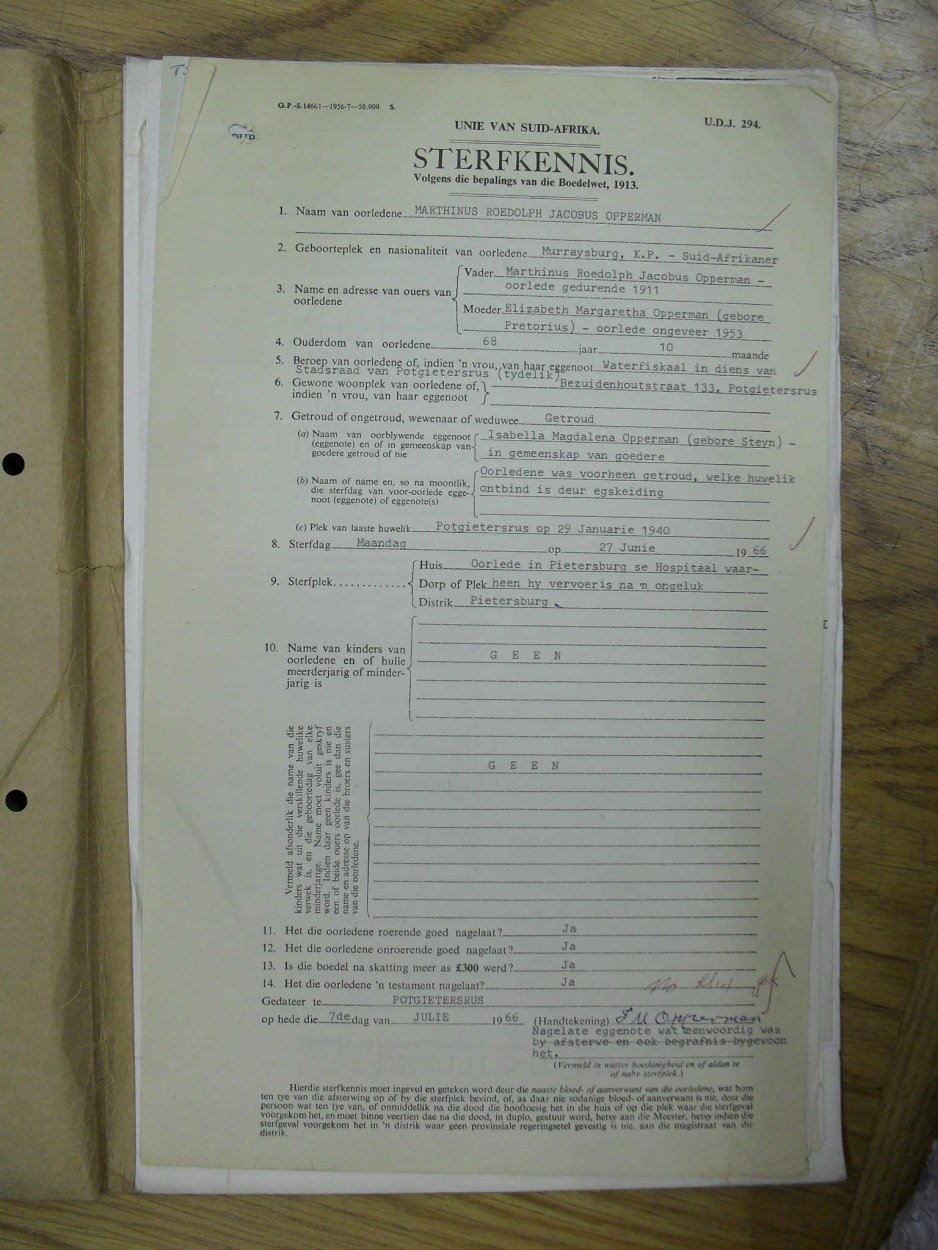 G.P.-S.14661—1956-7—50,000. S.
U.D.J. 294.
UNIE VAN SUID-AFRIKA.
STERFKENNIS.
Volgens die bepalings van die Boedelwet, 1913.
1. Naam van oorledene MARTHINUS ROEDOLPH JACOBUS OPPERMAN
2. Geboorteplek en nasionaliteit van oorledene Murraysburg, K.P. - Suid-Afrikaner
3. Name en adresse van ouers van oorledene
Vader Marthinus Roedolph Jacobus Opperman -
oorlede gedurende 1911
Moeder Elizabeth Margaretha Opperman (gebore
Pretorius) - oorlede ongeveer 1953
4. Ouderdom van oorledene 68 jaar 10 maande
5. Beroep van oorledene of, indien 'n vrou, van haar eggenoot Waterfiskaal in diens van
Stadsraad van Potgietersrus (tydelik)
6. Gewone woonplek van oorledene of, Bezuidenhoutstraat 133, Potgietersrus
indien 'n vrou, van haar eggenoot
7. Getroud of ongetroud, wewenaar of weduwee Getroud
(a) Naam van oorblywende eggenoot Isabella Magdalena Opperman (gebore Steyn) -
(eggenote) en of in gemeenskap van
goedere getroud of nie in gemeenskap van goedere
Oorledene was voorheen getroud, welke huwelik
(b) Naam of name en, so na moontlik,
die sterfdag van voor-oorlede egge- ontbind is deur egskeiding
noot (eggenote) of eggenote(s)
(c) Plek van laaste huwelik Potgietersrus op 29 Januarie 1940
8. Sterfdag Maandag op 27 Junie 1966
9. Sterfplek
Huis Oorlede in Pietersburg se Hospitaal waar-
Dorp of Plek heen hy vervoer is na 'n ongeluk
Distrik Pietersburg
10. Name van kinders van
oorledene en of hulle G E E N
meerderjarig of minder-
jarig is
Vermeld afsonderlik die name van die
kinders wat uit die verskillende huwelike
verwek is, en die geboortedag van elke
minderjarige. Name moet voluit geskryf
word. Indien daar geen kinders is nie en
een of beide ouers oorlede is, gee dan die
name en adresse op van die broers en susters
van die oorledene.
G E E N
11. Het die oorledene roerende goed nagelaat? Ja
12. Het die oorledene onroerende goed nagelaat? Ja
13. Is die boedel na skatting meer as £300 werd? Ja
14. Het die oorledene 'n testament nagelaat? Ja
Gedateer te POTGIETERSRUS
op hede die 7de dag van JULIE 1966 (Handtekening) I M Opperman
Nagelate eggenote wat teenwoordig was
by afsterwe en ook begrafnis bygewoon
het.
(Vermeld in watter hoedanigheid en of aldan te
of naby sterfplek.)
Hierdie sterfkennis moet ingevul en geteken word deur die naaste bloed- of aanverwant van die oorledene, wat hom
ten tye van die afsterwing op of by die sterfplek bevind, of, as daar nie sodanige bloed- of aanverwant is nie, deur die
persoon wat ten tye van, of onmiddellik na die dood die hooftoesig het in die huis of op die plek waar die sterfgeval
voorgekom het, en moet binne veertien dae na die dood, in duplo, gestuur word, hetsy aan die Meester, hetsy indien die
sterfgeval voorgekom het in 'n distrik waar geen provinsiale regeringsetel gevestig is nie, aan die magistraat van die
distrik.